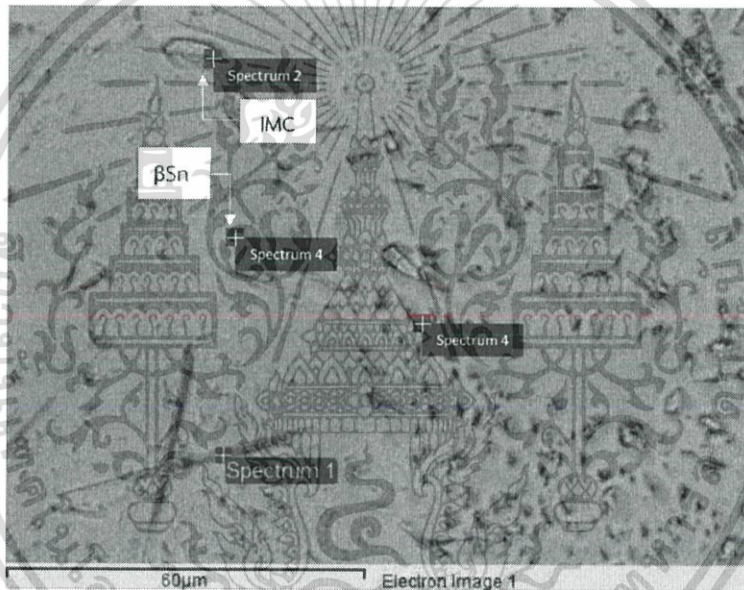 Spectrum 2
IMC
βSn
Spectrum 4
Spectrum 4
Spectrum 1
60μm
Electron Image 1